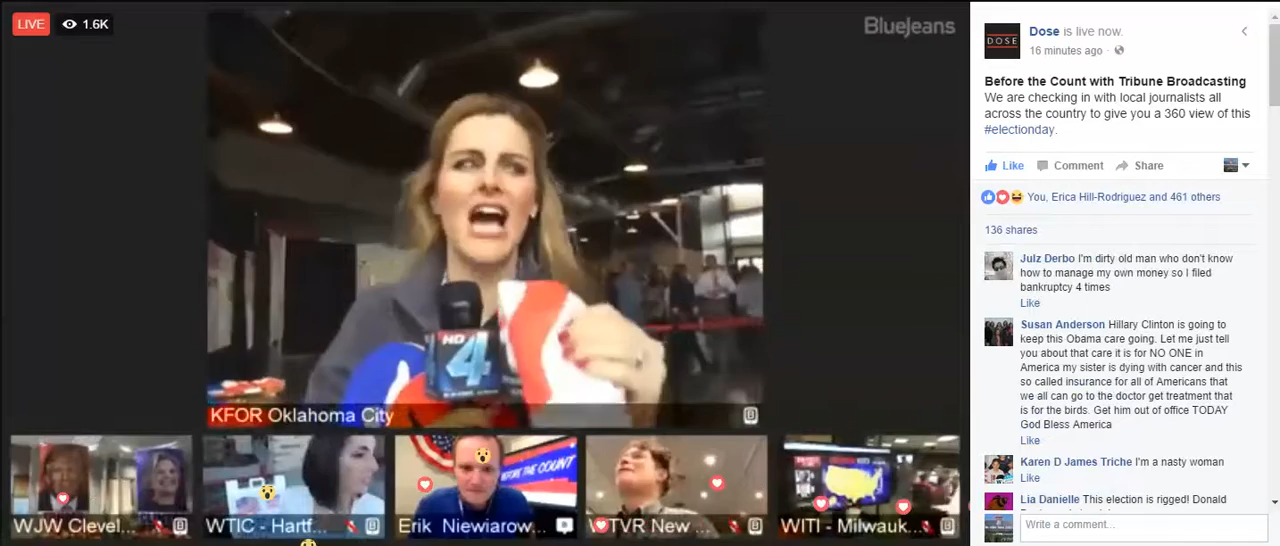 LIVE
1.6K
BlueJeans
HD
4
KFOR Oklahoma City
WJW Clevel...
WTIC - Hartf...
BEFORE THE COUNT
Erik Niewiarow...
WTVR New ...
WITI - Milwauk...
DOSE
Dose is live now.
16 minutes ago
Before the Count with Tribune Broadcasting
We are checking in with local journalists all
across the country to give you a 360 view of this
#electionday.
Like Comment Share
You, Erica Hill-Rodriguez and 461 others
136 shares
Julz Derbo I'm dirty old man who don't know
how to manage my own money so I filed
bankruptcy 4 times
Like
Susan Anderson Hillary Clinton is going to
keep this Obama care going. Let me just tell
you about that care it is for NO ONE in
America my sister is dying with cancer and this
so called insurance for all of Americans that
we all can go to the doctor get treatment that
is for the birds. Get him out of office TODAY
God Bless America
Like
Karen D James Triche I'm a nasty woman
Like
Lia Danielle This election is rigged! Donald
Write a comment...